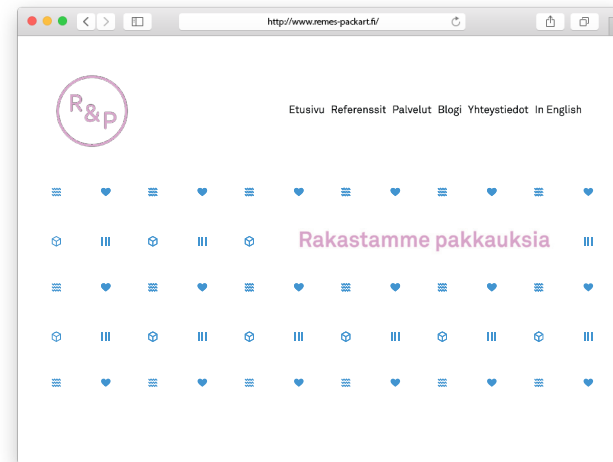 http://www.remes-packart.fi/
R&P
Etusivu Referenssit Palvelut Blogi Yhteystiedot In English
Rakastamme pakkauksia